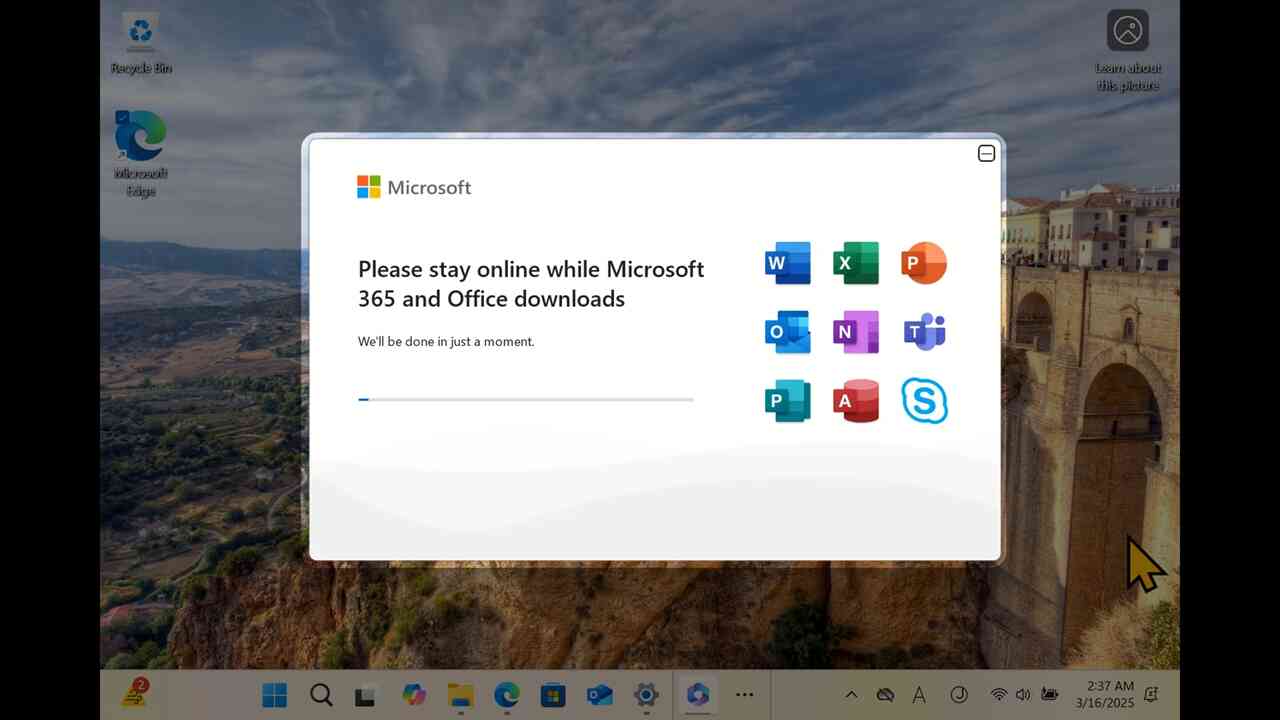 Recycle Bin
Learn about
this picture
Microsoft
Edge
Microsoft
Please stay online while Microsoft
365 and Office downloads
We'll be done in just a moment.
W X P
O N T
P A S
2
2:37 AM
3/16/2025